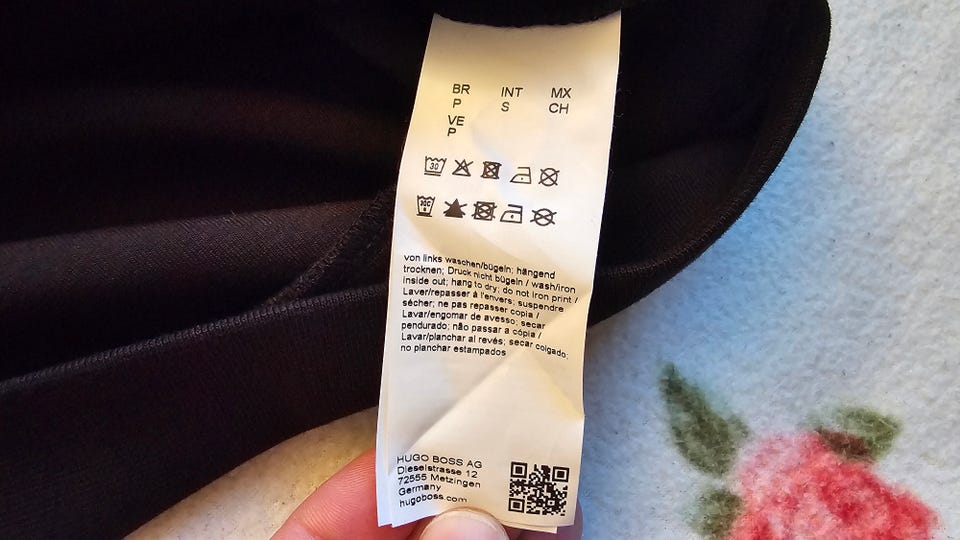 BR INT MX
P S CH
VE
P
30
30C
von links waschen/bügeln; hängend
trocknen; Druck nicht bügeln / wash/iron
inside out; hang to dry; do not iron print /
Laver/repasser à l'envers; suspendre
sécher; ne pas repasser copia /
Lavar/engomar de avesso; secar
pendurado; não passar a cópia /
Lavar/planchar al revés; secar colgado;
no planchar estampados
HUGO BOSS AG
Dieselstrasse 12
72555 Metzingen
Germany
hugoboss.com